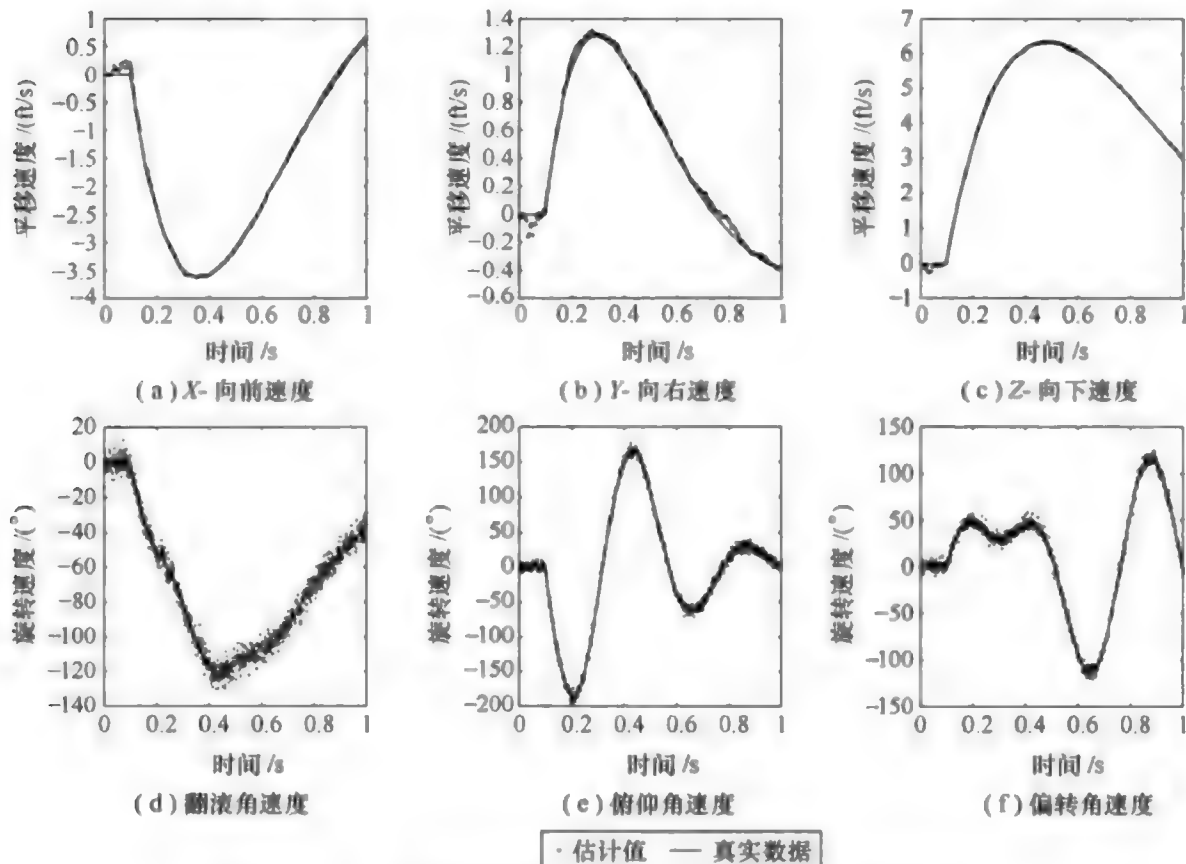 平移速度 /(ft/s)
1
0.5
0
−3.5
−1
−1.5
−2
−2.5
−3
−3.5
−4
0 0.2 0.4 0.6 0.8 1
时间 /s
(a) X- 向前速度
平移速度 /(ft/s)
1.4
1.2
1
0.8
0.6
1.4
1.2
0
−0.2
−0.4
−0.6
0 0.2 0.4 0.6 0.8 1
时间 /s
(b) Y- 向右速度
平移速度 /(ft/s)
7
6
5
4
3
2
1
0
−1
0 0.2 0.4 0.6 0.8 1
时间 /s
(c) Z- 向下速度
旋转速度 /(°)
20
0
−20
−40
−60
−80
−100
−120
−140
0 0.2 0.4 0.6 0.8 1
时间 /s
(d) 翻滚角速度
旋转速度 /(°)
200
150
100
50
0
−50
−100
−150
−200
0 0.2 0.4 0.6 0.8 1
时间 /s
(e) 俯仰角速度
旋转速度 /(°)
150
100
50
0
−50
−100
−150
0 0.2 0.4 0.6 0.8 1
时间 /s
(f) 偏转角速度
· 估计值 — 真实数据